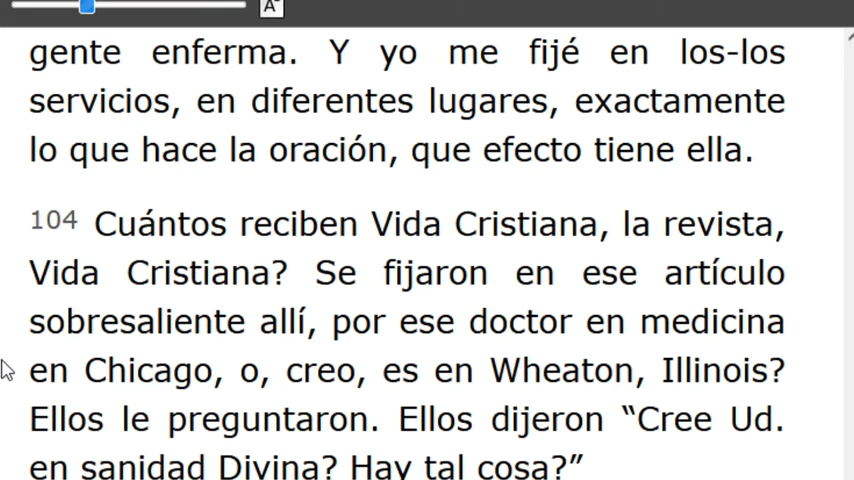 A
gente enferma. Y yo me fijé en los-los
servicios, en diferentes lugares, exactamente
lo que hace la oración, que efecto tiene ella.
104 Cuántos reciben Vida Cristiana, la revista,
Vida Cristiana? Se fijaron en ese artículo
sobresaliente allí, por ese doctor en medicina
en Chicago, o, creo, es en Wheaton, Illinois?
Ellos le preguntaron. Ellos dijeron “Cree Ud.
en sanidad Divina? Hay tal cosa?”